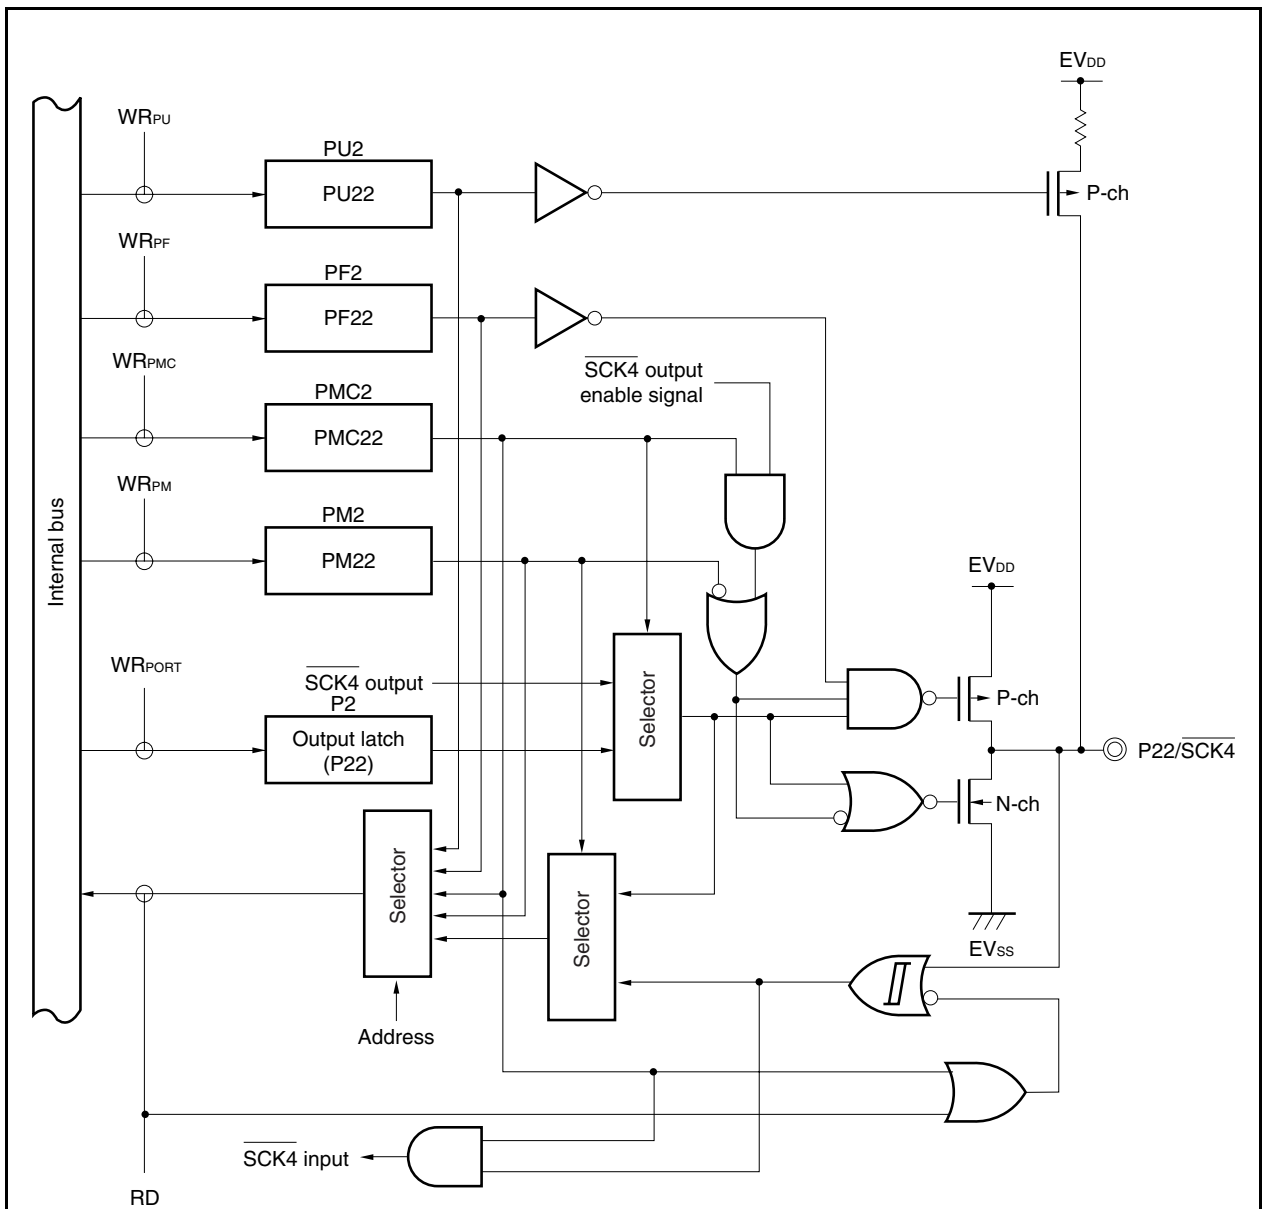 EVDD
WRPU
PU2
PU22
P-ch
WRPF
PF2
PF22
WRPMC
SCK4 output
enable signal
PMC2
PMC22
WRPM
PM2
PM22
Internal bus
EVDD
WRPORT
SCK4 output
P2
Output latch
(P22)
Selector
P-ch
P22/SCK4
N-ch
Selector
Selector
EVSS
Address
SCK4 input
RD